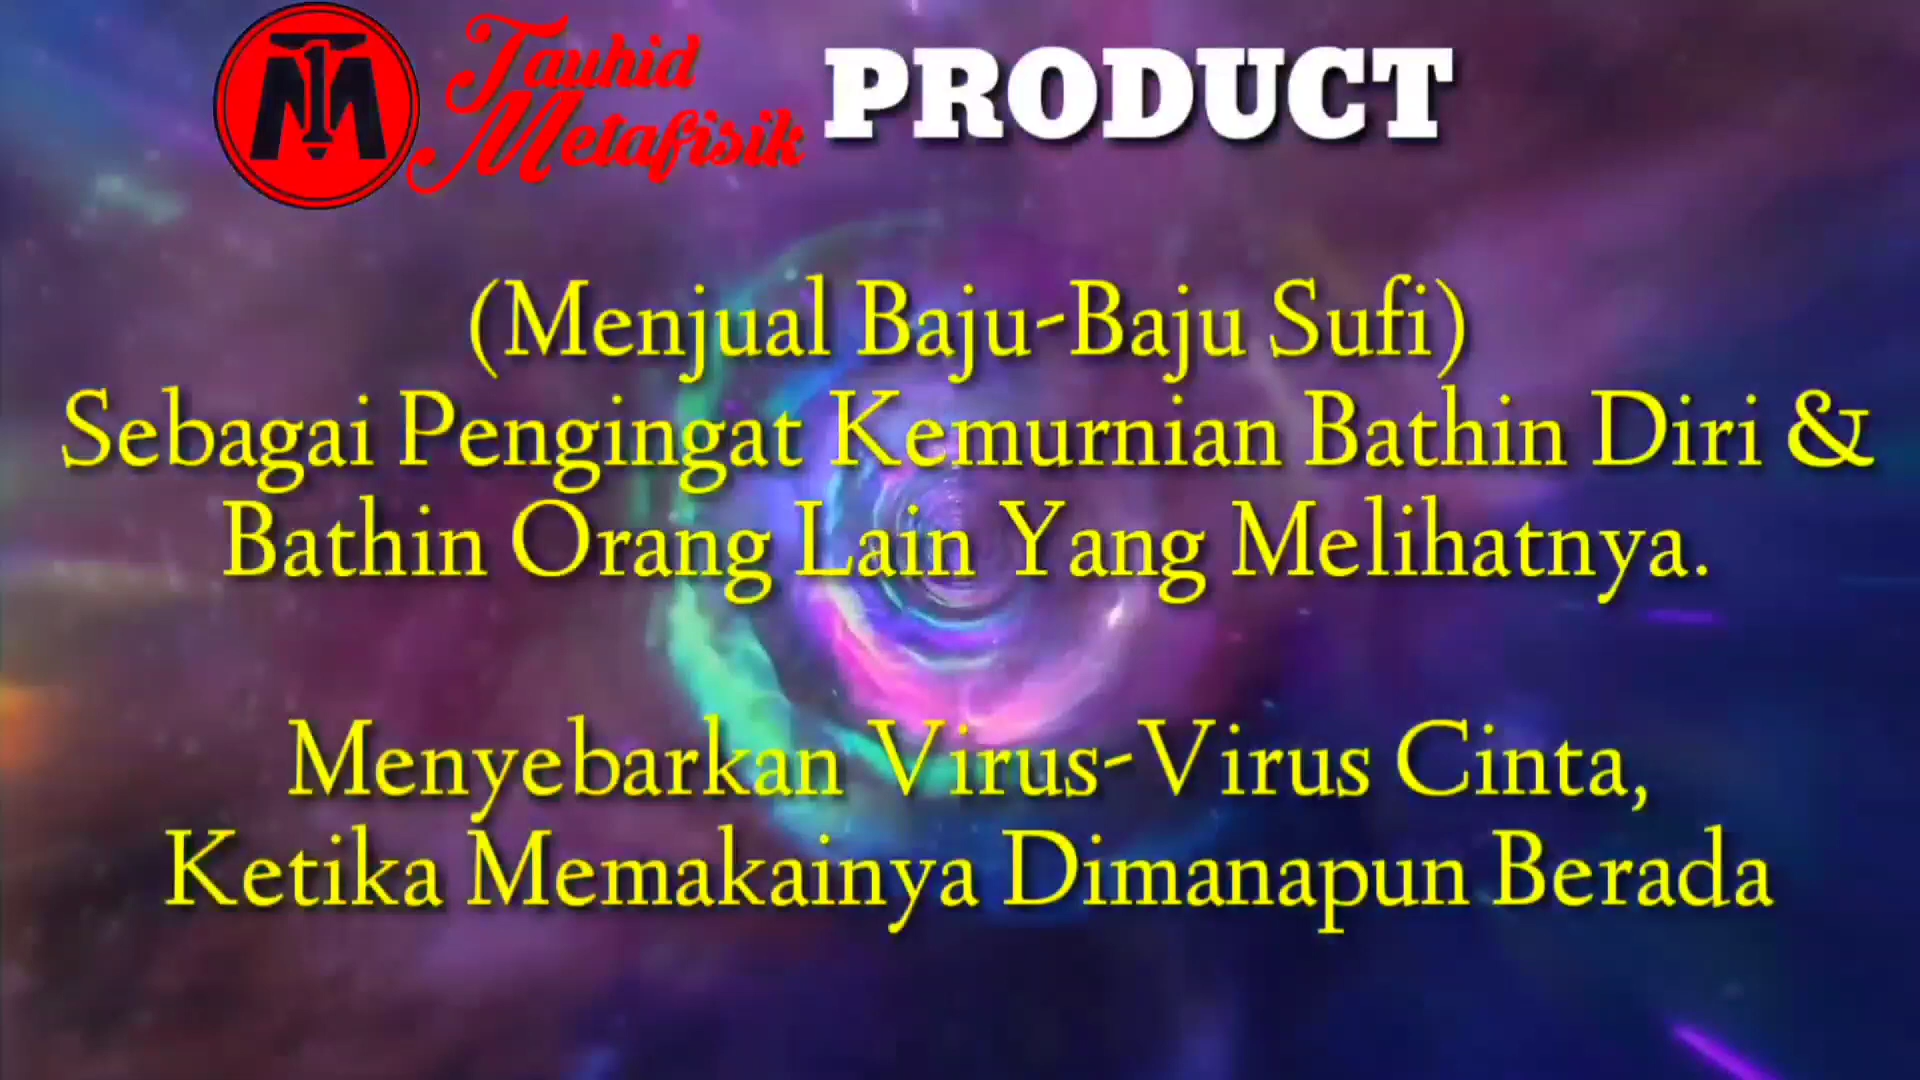 Tauhid
Metafisik
PRODUCT
(Menjual Baju-Baju Sufi)
Sebagai Pengingat Kemurnian Bathin Diri &
Bathin Orang Lain Yang Melihatnya.
Menyebarkan Virus-Virus Cinta,
Ketika Memakainya Dimanapun Berada